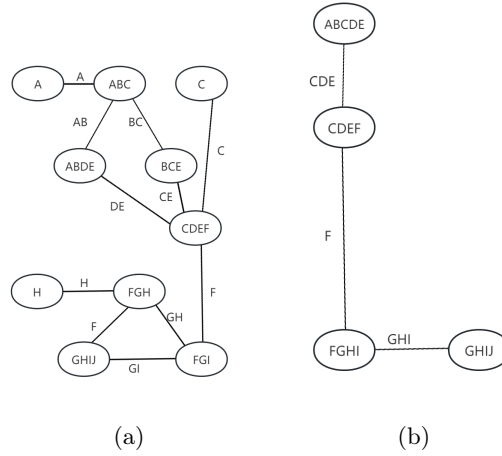 A
A
ABC
C
AB
BC
C
ABDE
BCE
DE
CE
CDEF
F
H
H
FGH
F
GH
GHIJ
GI
FGI
(a)
ABCDE
CDE
CDEF
F
FGHI
GHI
GHIJ
(b)